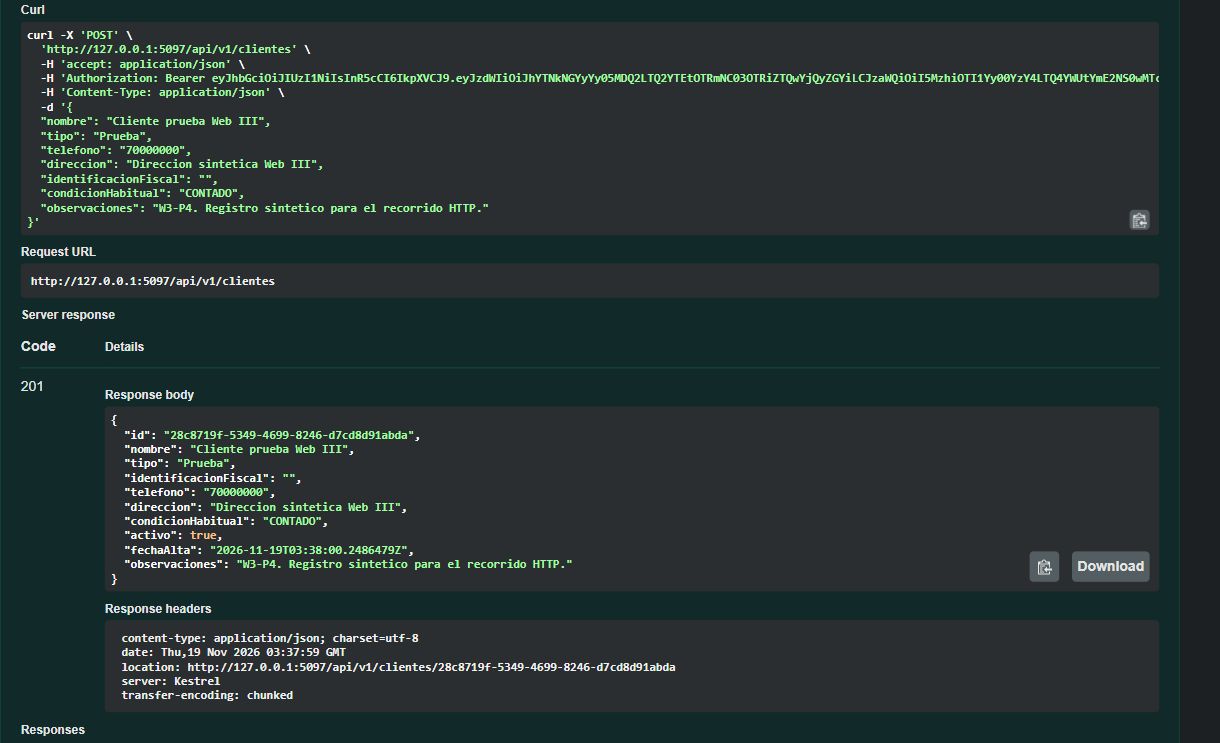 Curl
curl -X 'POST' \
'http://127.0.0.1:5097/api/v1/clientes' \
-H 'accept: application/json' \
-H 'Authorization: Bearer eyJhbGciOiJIUzI1NiIsInR5cCI6IkpXVCJ9.eyJzdWIiOiJhYTNkNGYyYy05MDQ2LTQ2YTEtOTRmNC03OTRiZTQwYjQyZGYiLCJzaWQiOiI5MzhiOTI1Yy00YzY4LTQ4YWUtYmE2NS0wMTc
-H 'Content-Type: application/json' \
-d '{
"nombre": "Cliente prueba Web III",
"tipo": "Prueba",
"telefono": "70000000",
"direccion": "Direccion sintetica Web III",
"identificacionFiscal": "",
"condicionHabitual": "CONTADO",
"observaciones": "W3-P4. Registro sintetico para el recorrido HTTP."
}'
Request URL
http://127.0.0.1:5097/api/v1/clientes
Server response
Code Details
201
Response body
{
"id": "28c8719f-5349-4699-8246-d7cd8d91abda",
"nombre": "Cliente prueba Web III",
"tipo": "Prueba",
"identificacionFiscal": "",
"telefono": "70000000",
"direccion": "Direccion sintetica Web III",
"condicionHabitual": "CONTADO",
"activo": true,
"fechaAlta": "2026-11-19T03:38:00.2486479Z",
"observaciones": "W3-P4. Registro sintetico para el recorrido HTTP."
}
Download
Response headers
content-type: application/json; charset=utf-8
date: Thu,19 Nov 2026 03:37:59 GMT
location: http://127.0.0.1:5097/api/v1/clientes/28c8719f-5349-4699-8246-d7cd8d91abda
server: Kestrel
transfer-encoding: chunked
Responses